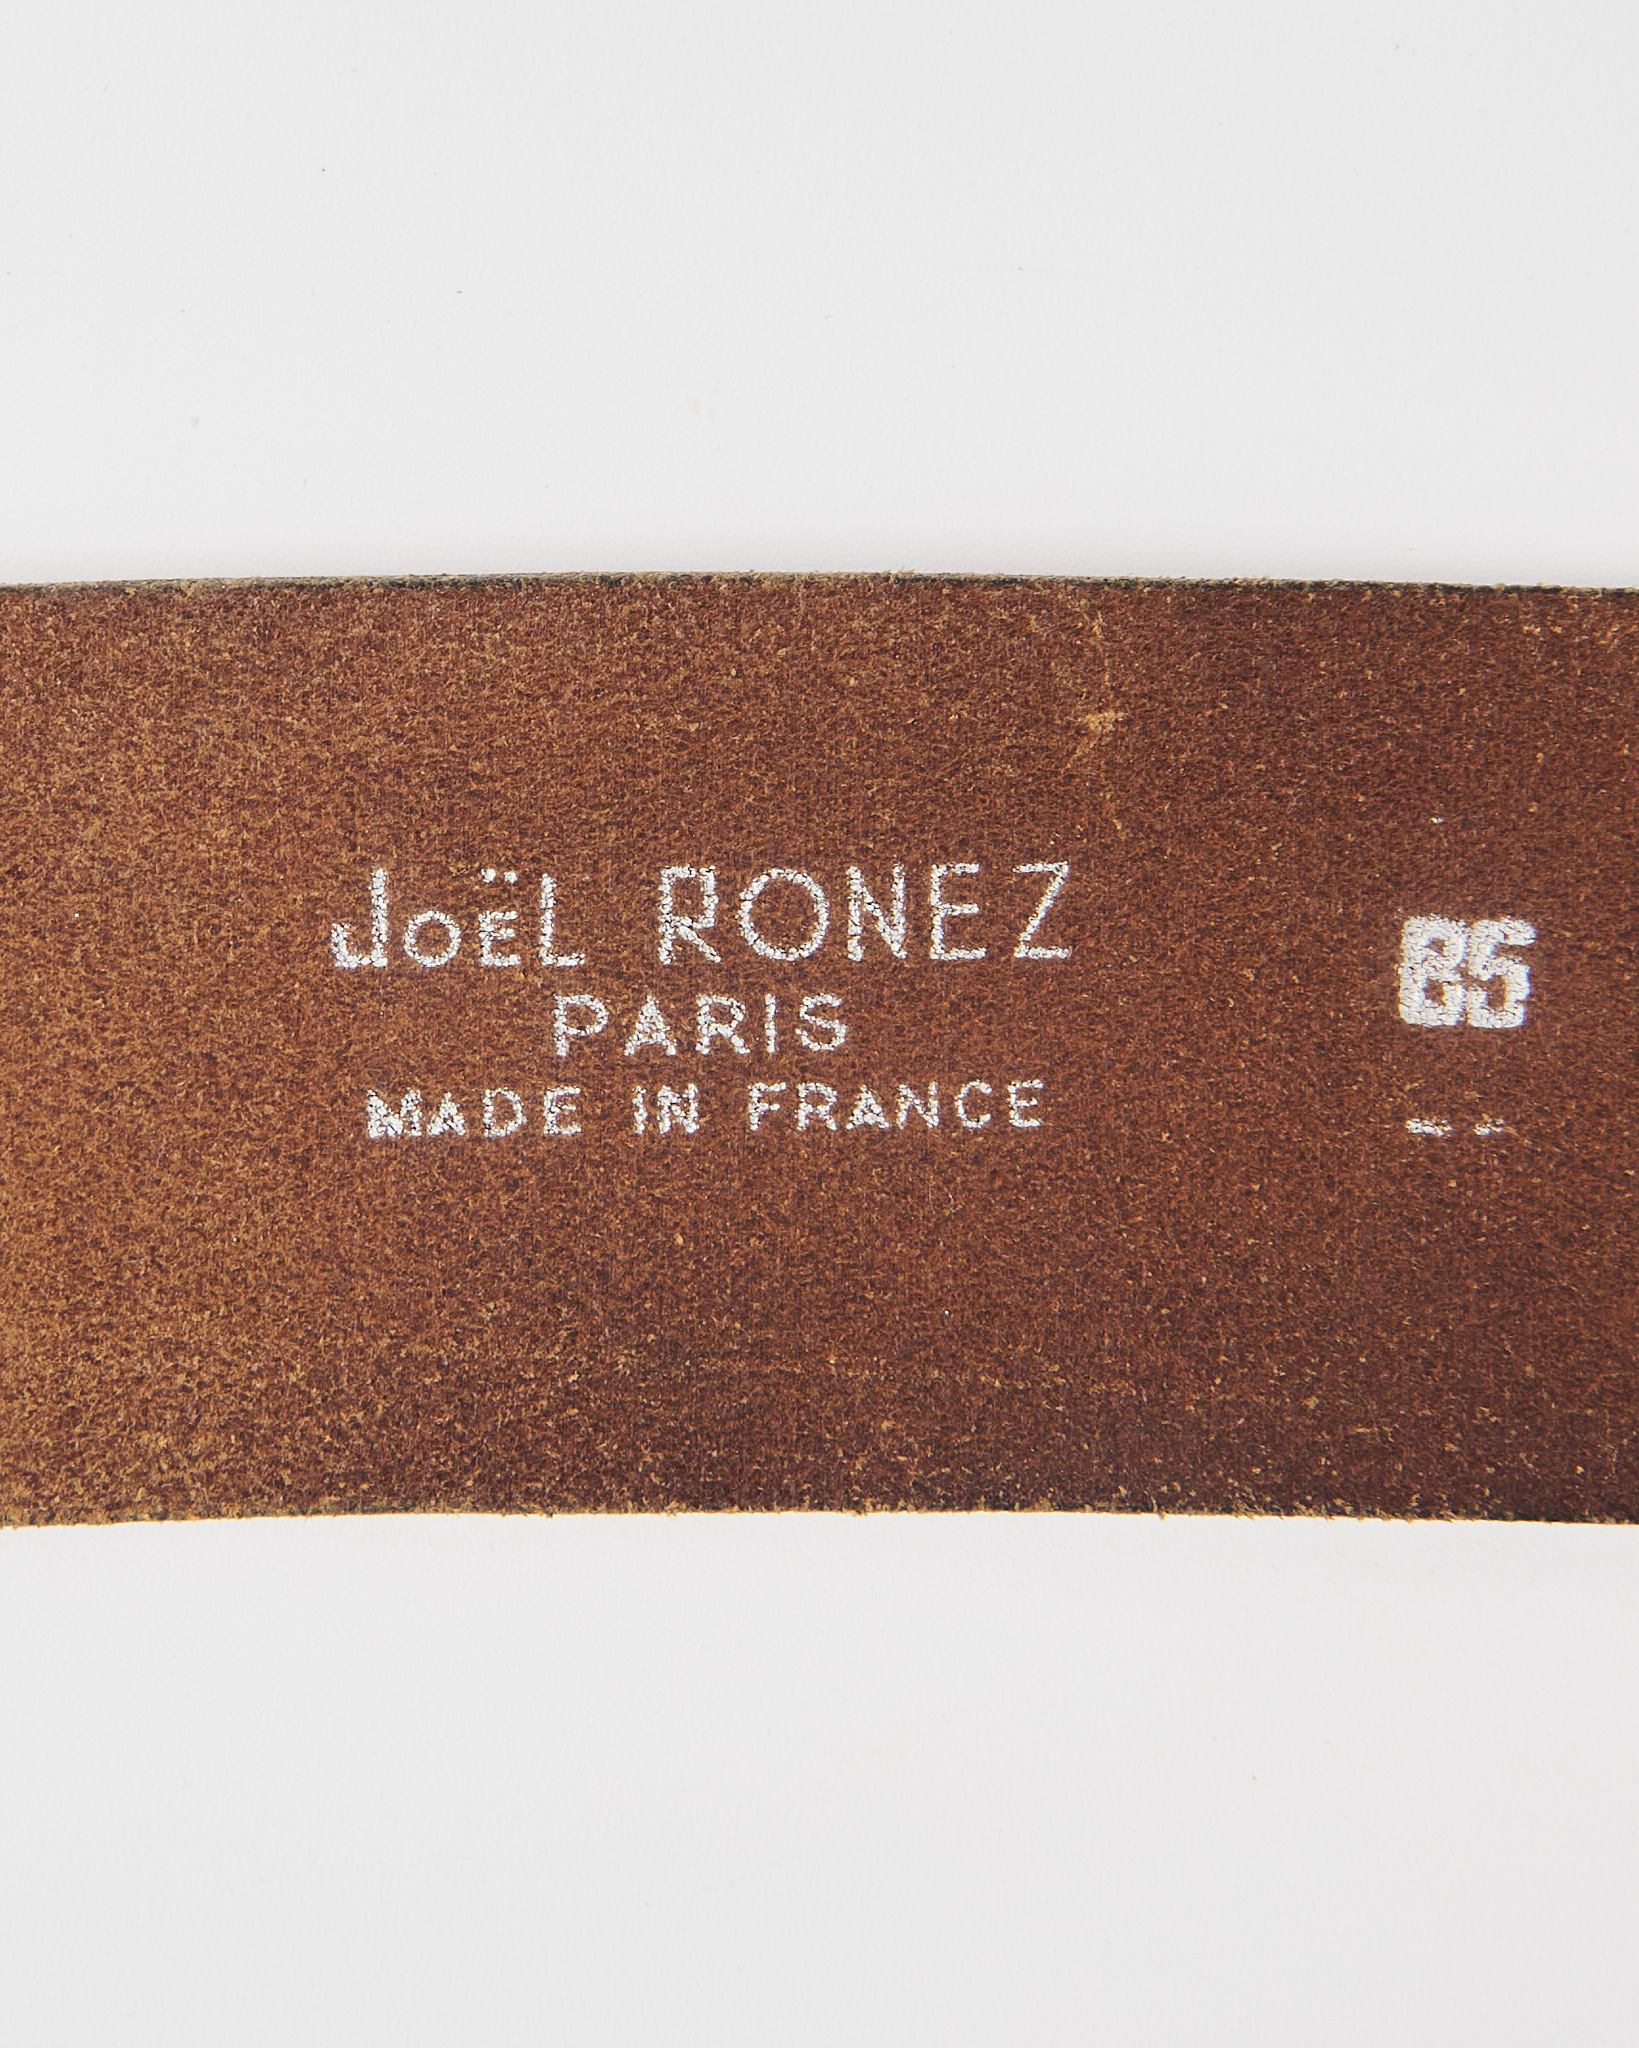 JoëL RONEZ
PARIS
MADE IN FRANCE
85